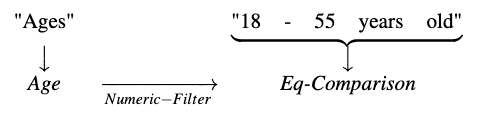 "Ages" "18 - 55 years old"
Age Eq-Comparison
Numeric-Filter